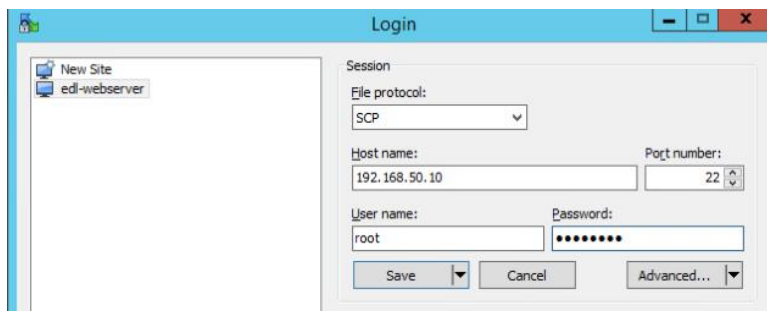 Login
New Site
edl-webserver
Session
File protocol:
SCP
Host name:
Port number:
192.168.50.10
22
User name:
Password:
root
••••••••
Save
Cancel
Advanced...